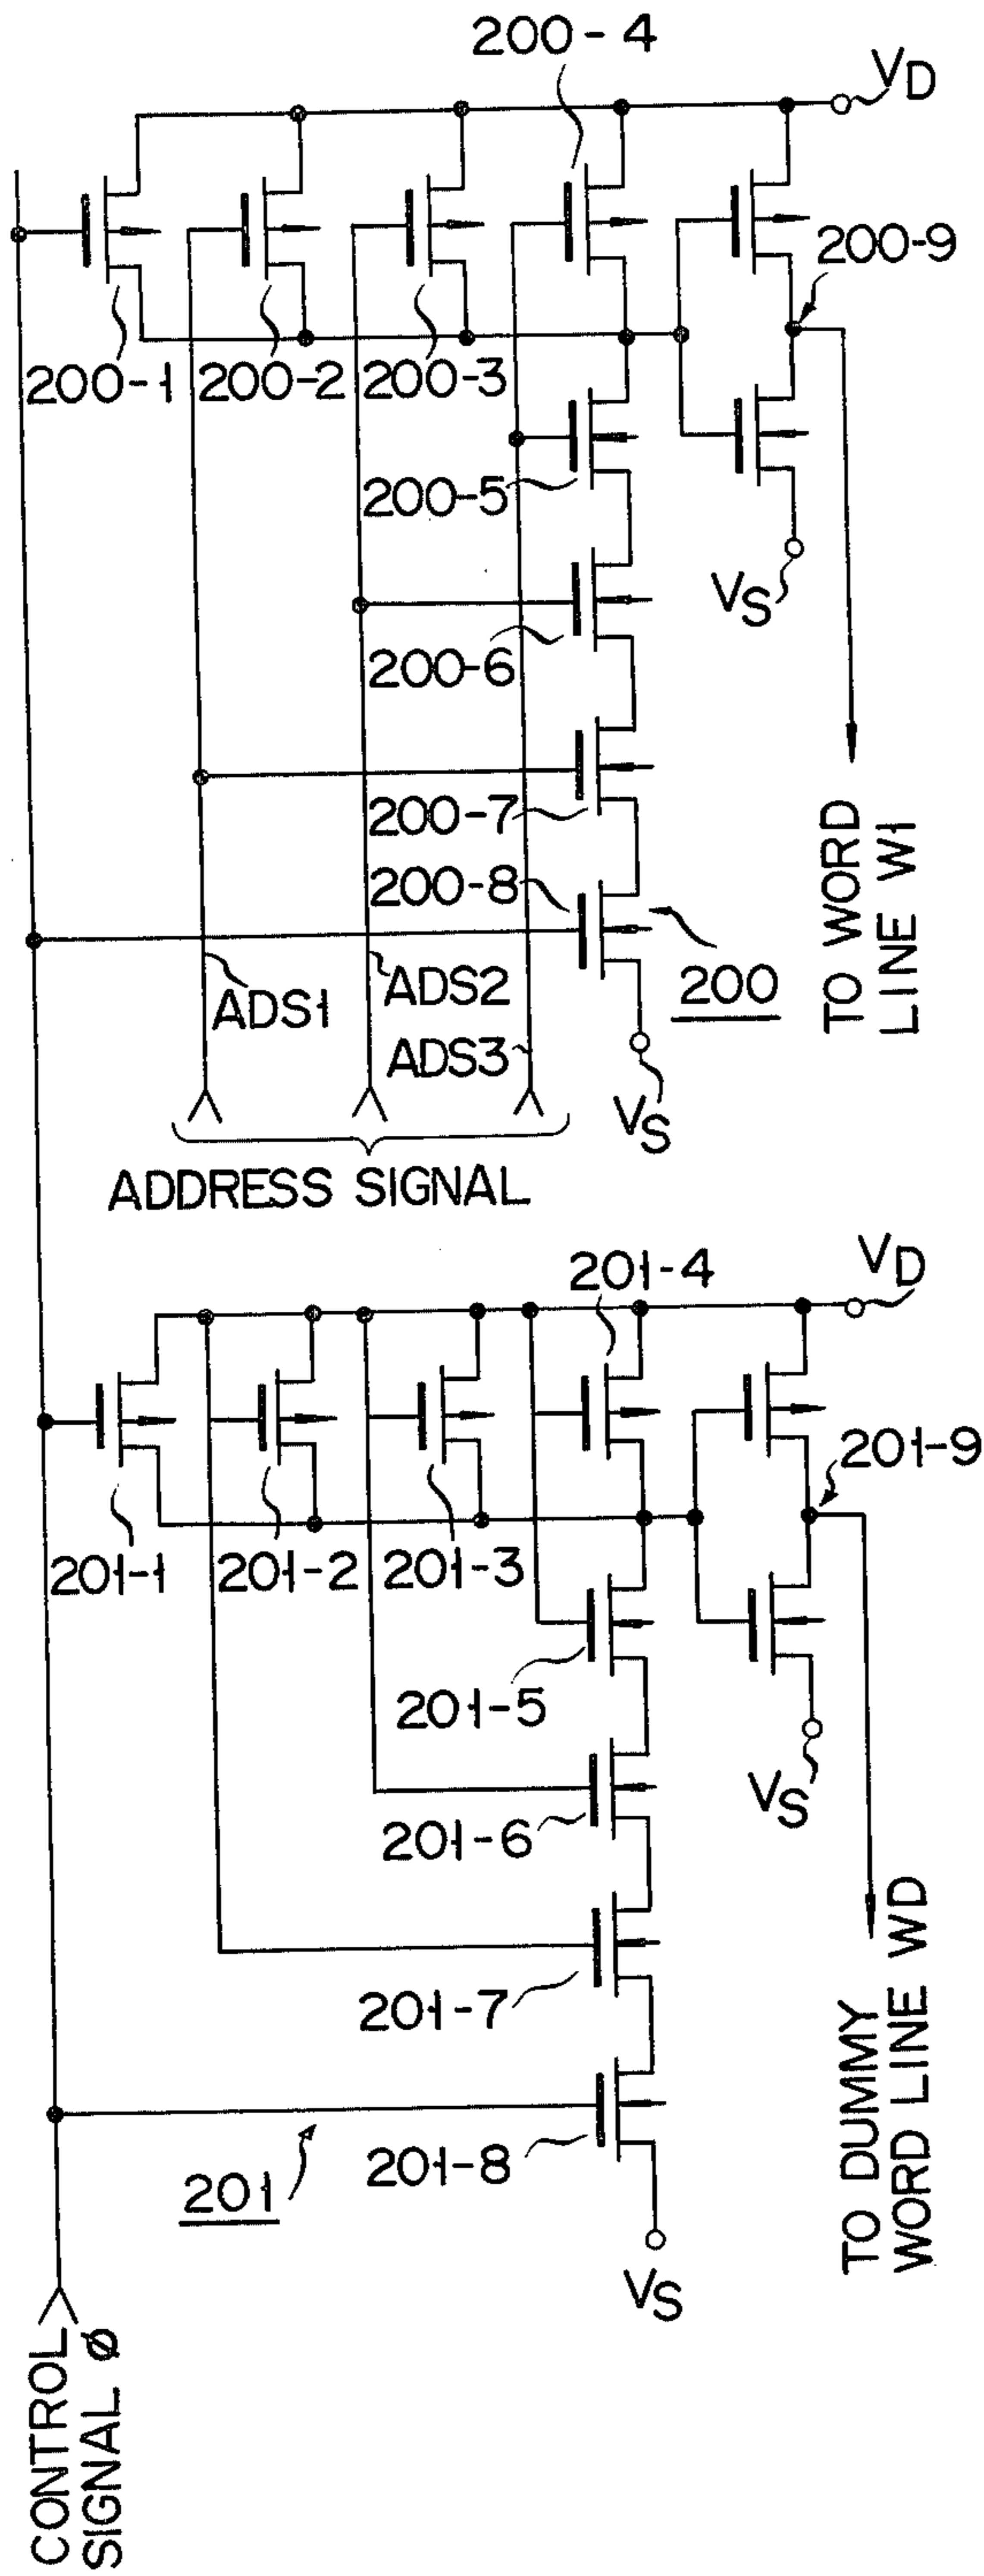 200-4
VD
200-9
200-1
200-2
200-3
200-5
VS
200-6
200-7
200-8
ADS1
ADS2
ADS3
200
TO WORD
LINE W1
VS
ADDRESS SIGNAL
201-4
VD
201-9
201-1
201-2
201-3
201-5
VS
201-6
201-7
201-8
201
TO DUMMY
WORD LINE WD
VS
CONTROL
SIGNAL Ø